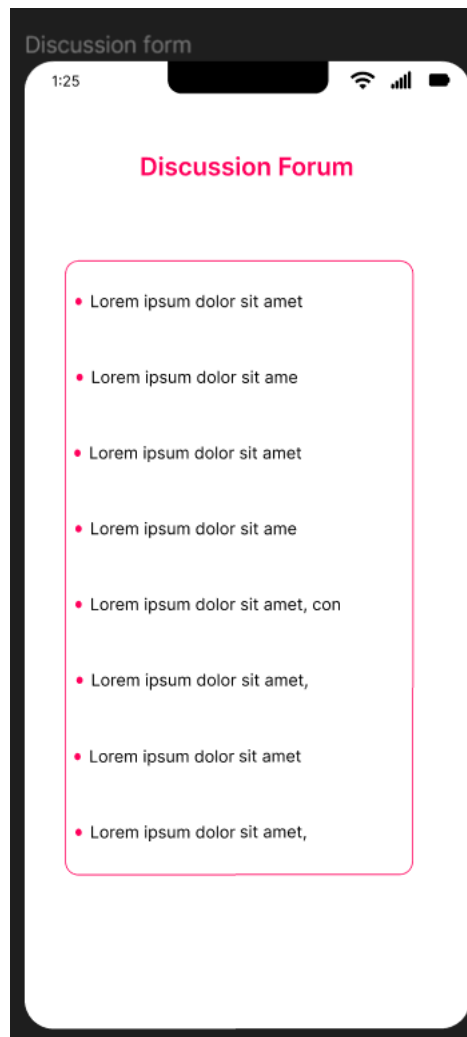 Discussion form
1:25
Discussion Forum
Lorem ipsum dolor sit amet
Lorem ipsum dolor sit ame
Lorem ipsum dolor sit amet
Lorem ipsum dolor sit ame
Lorem ipsum dolor sit amet, con
Lorem ipsum dolor sit amet,
Lorem ipsum dolor sit amet
Lorem ipsum dolor sit amet,